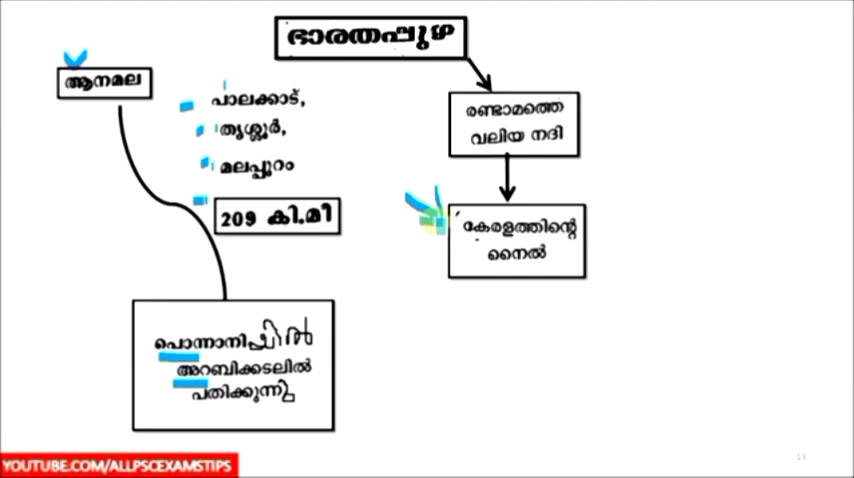 ഭാരതപ്പുഴ
ആനമല
പാലക്കാട്,
തൃശ്ശൂർ,
മലപ്പുറം
209 കി.മീ
രണ്ടാമത്തെ
വലിയ നദി
കേരളത്തിന്റെ
നൈൽ
പൊന്നാനിയിൽ
അറബിക്കടലിൽ
പതിക്കുന്നു
YOUTUBE.COM/ALLPSCEXAMSTIPS